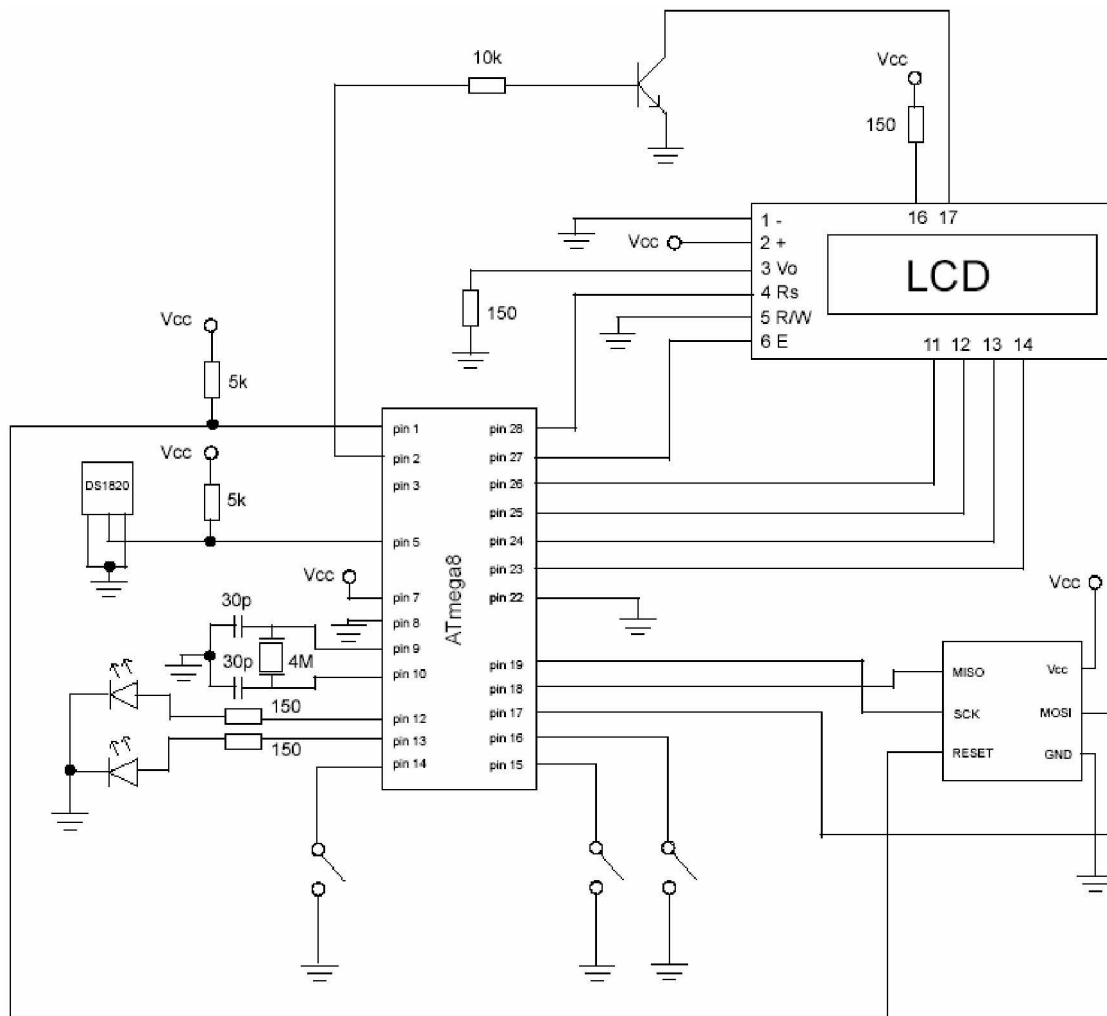 10k
Vcc
150
16 17
1 -
2 +
Vcc
3 Vo
4 Rs
5 R/W
6 E
LCD
150
11 12 13 14
Vcc
5k
Vcc
5k
DS1820
pin 1
pin 2
pin 3
pin 5
pin 7
pin 8
pin 9
pin 10
pin 12
pin 13
pin 14
ATmega8
pin 28
pin 27
pin 26
pin 25
pin 24
pin 23
pin 22
pin 19
pin 18
pin 17
pin 16
pin 15
Vcc
30p
30p
4M
150
150
Vcc
MISO
SCK
RESET
Vcc
MOSI
GND